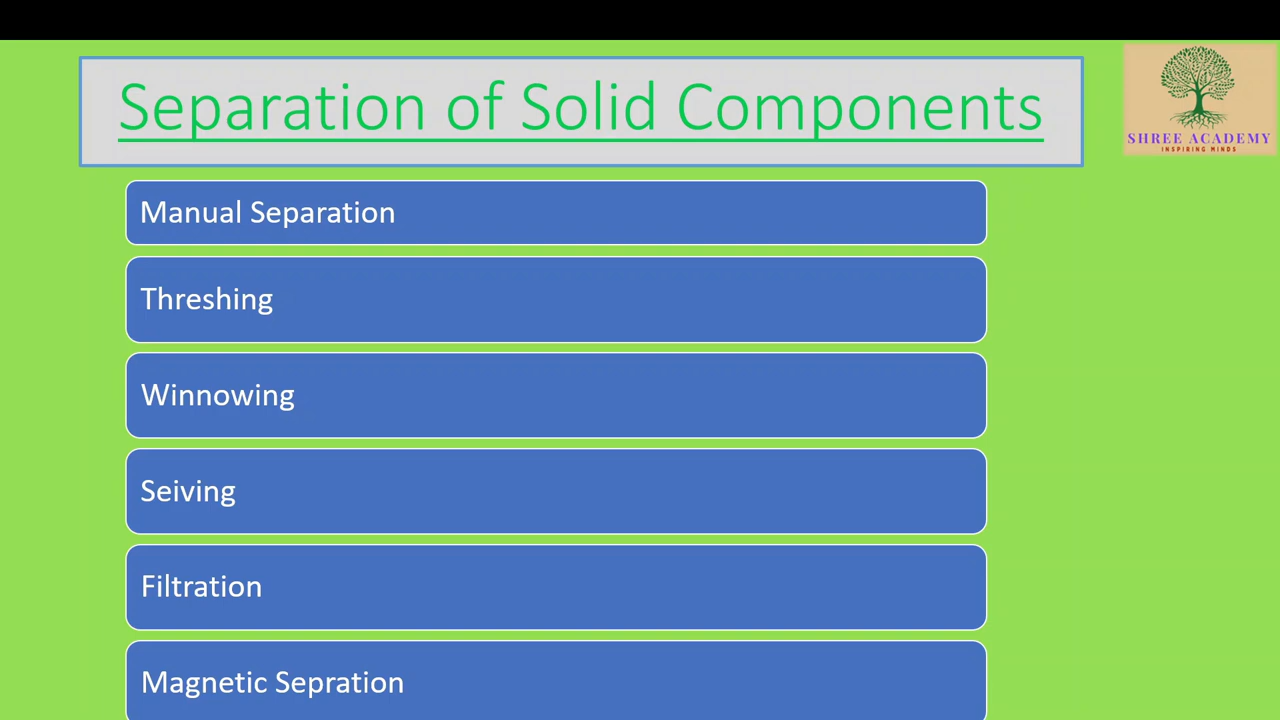 Separation of Solid Components
SHREE ACADEMY
INSPIRING MINDS
Manual Separation
Threshing
Winnowing
Seiving
Filtration
Magnetic Sepration